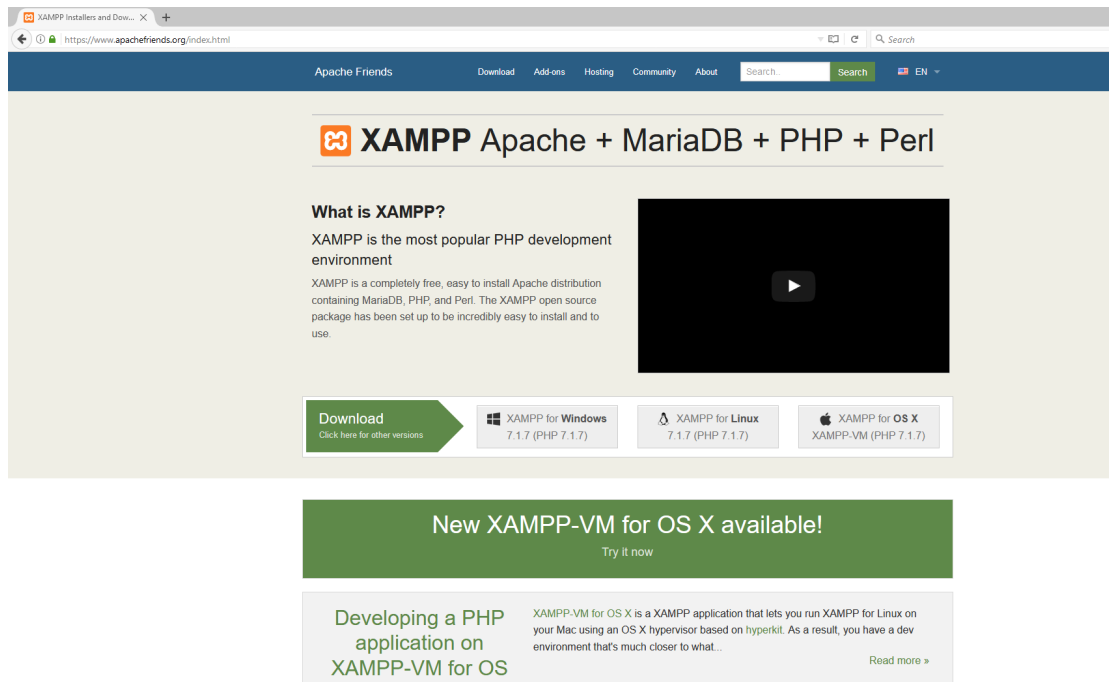 XAMPP Installers and Dow...
https://www.apachefriends.org/index.html
Search
Apache Friends
Download Add-ons Hosting Community About Search.. Search EN
XAMPP Apache + MariaDB + PHP + Perl
What is XAMPP?
XAMPP is the most popular PHP development
environment
XAMPP is a completely free, easy to install Apache distribution
containing MariaDB, PHP, and Perl. The XAMPP open source
package has been set up to be incredibly easy to install and to
use.
Download
Click here for other versions
XAMPP for Windows
7.1.7 (PHP 7.1.7)
XAMPP for Linux
7.1.7 (PHP 7.1.7)
XAMPP for OS X
XAMPP-VM (PHP 7.1.7)
New XAMPP-VM for OS X available!
Try it now
Developing a PHP
application on
XAMPP-VM for OS
XAMPP-VM for OS X is a XAMPP application that lets you run XAMPP for Linux on
your Mac using an OS X hypervisor based on hyperkit. As a result, you have a dev
environment that's much closer to what...
Read more »